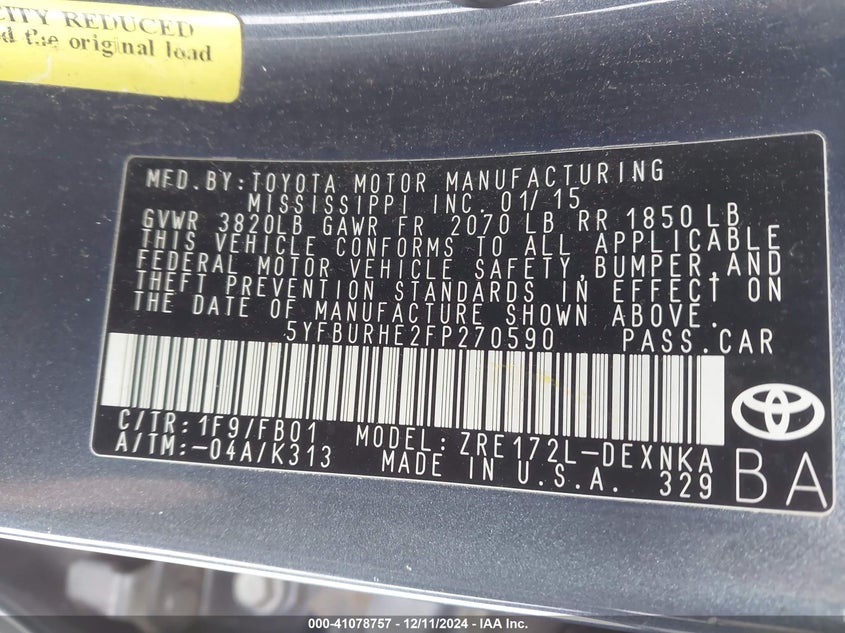 CITY REDUCED
the original load
MFD.BY:TOYOTA MOTOR MANUFACTURING
MISSISSIPPI INC. 01/15
GVWR 3820LB GAWR FR 2070 LB RR 1850LB
THIS VEHICLE CONFORMS TO ALL APPLICABLE
FEDERAL MOTOR VEHICLE SAFETY,BUMPER,AND
THEFT PREVENTION STANDARDS IN EFFECT ON
THE DATE OF MANUFACTURE SHOWN ABOVE.
5YFBURHE2FP270590 PASS.CAR
C/TR:1F9/FB01 MODEL:ZRE172L-DEXNKA
A/TM:-04A/K313 MADE IN U.S.A. 329 BA
000-41078757 - 12/11/2024 - IAA Inc.